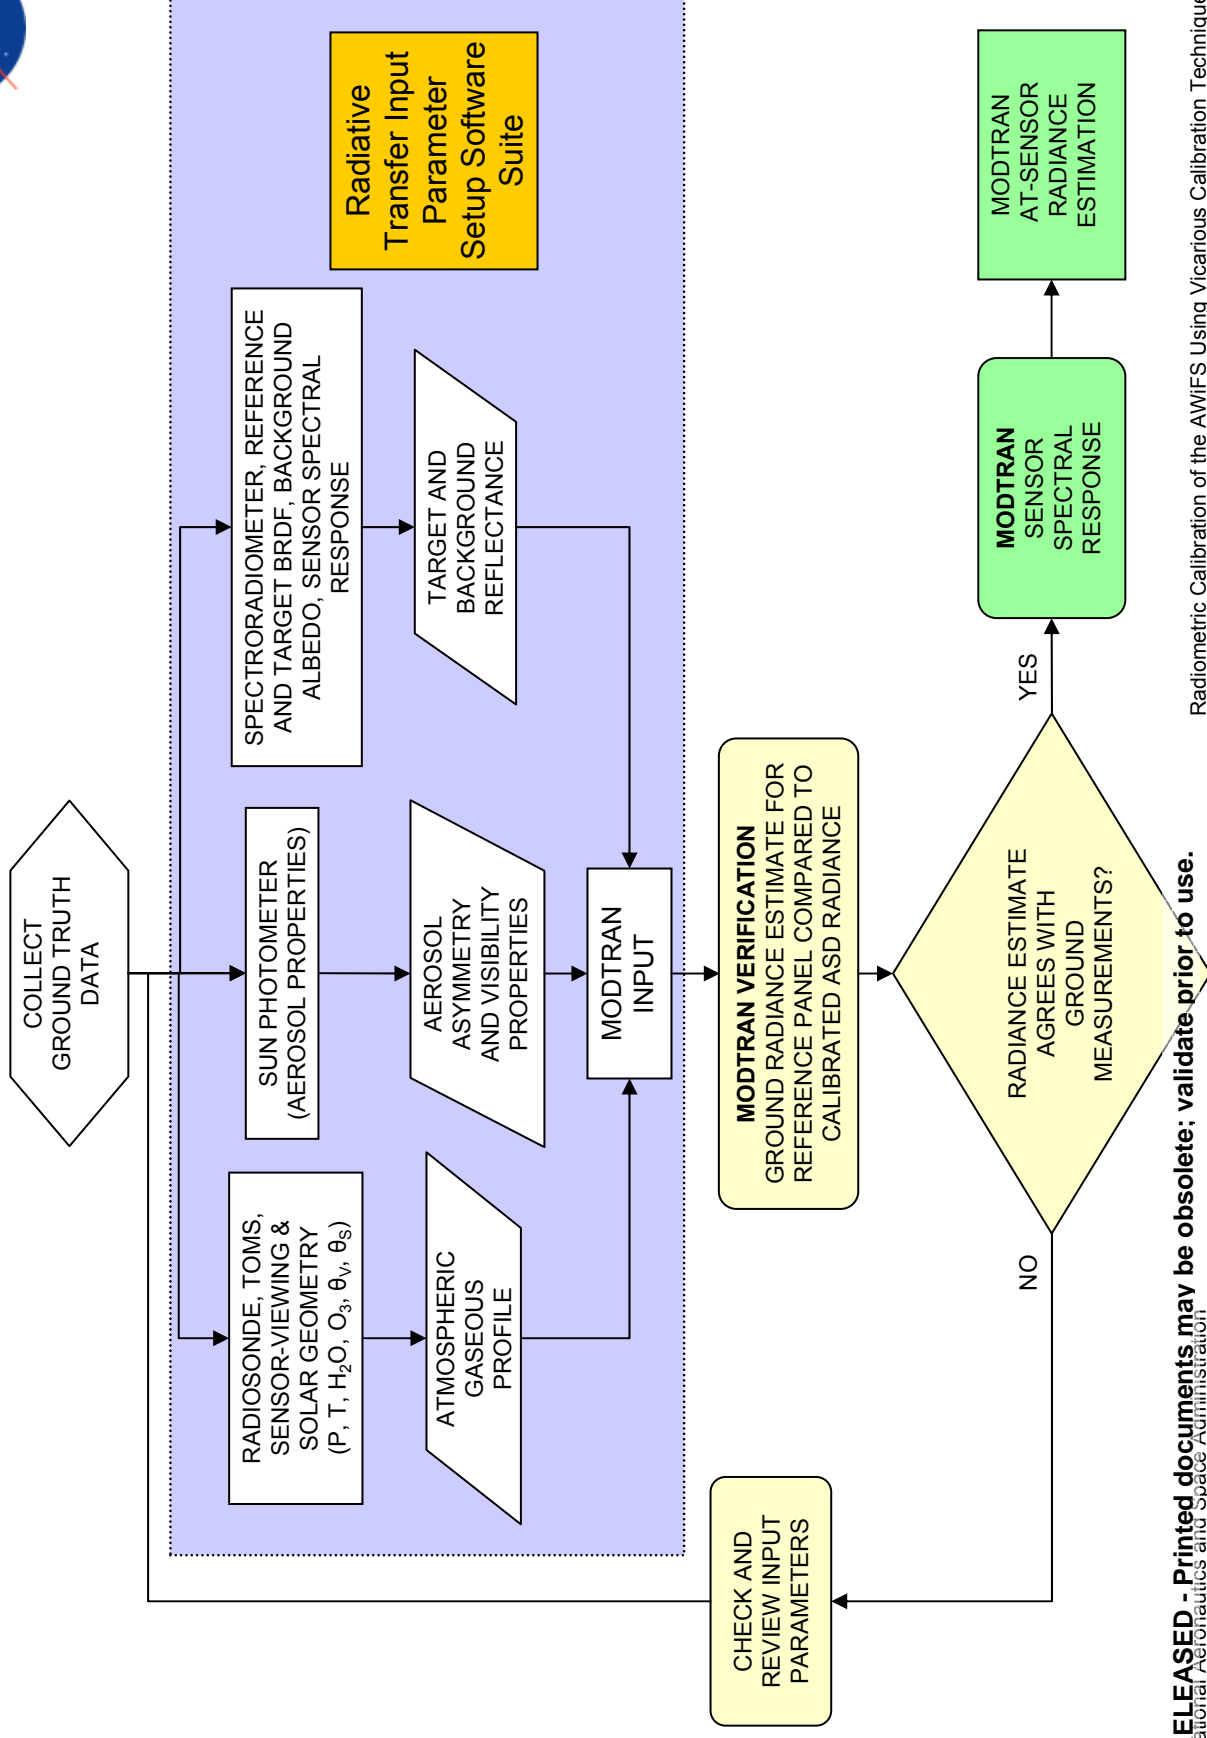 COLLECT
GROUND TRUTH
DATA
RADIOSONDE, TOMS,
SENSOR-VIEWING &
SOLAR GEOMETRY
(P, T, H₂O, O₃, θᵥ, θₛ)
SUN PHOTOMETER
(AEROSOL PROPERTIES)
SPECTRORADIOMETER, REFERENCE
AND TARGET BRDF, BACKGROUND
ALBEDO, SENSOR SPECTRAL
RESPONSE
Radiative
Transfer Input
Parameter
Setup Software
Suite
ATMOSPHERIC
GASEOUS
PROFILE
AEROSOL
ASYMMETRY
AND VISIBILITY
PROPERTIES
TARGET AND
BACKGROUND
REFLECTANCE
MODTRAN
INPUT
CHECK AND
REVIEW INPUT
PARAMETERS
MODTRAN VERIFICATION
GROUND RADIANCE ESTIMATE FOR
REFERENCE PANEL COMPARED TO
CALIBRATED ASD RADIANCE
NO
RADIANCE ESTIMATE
AGREES WITH
GROUND
MEASUREMENTS?
YES
MODTRAN
SENSOR
SPECTRAL
RESPONSE
MODTRAN
AT-SENSOR
RADIANCE
ESTIMATION
ELEASED - Printed documents may be obsolete; validate prior to use.
ational Aeronautics and Space Administration
Radiometric Calibration of the AWiFS Using Vicarious Calibration Technique